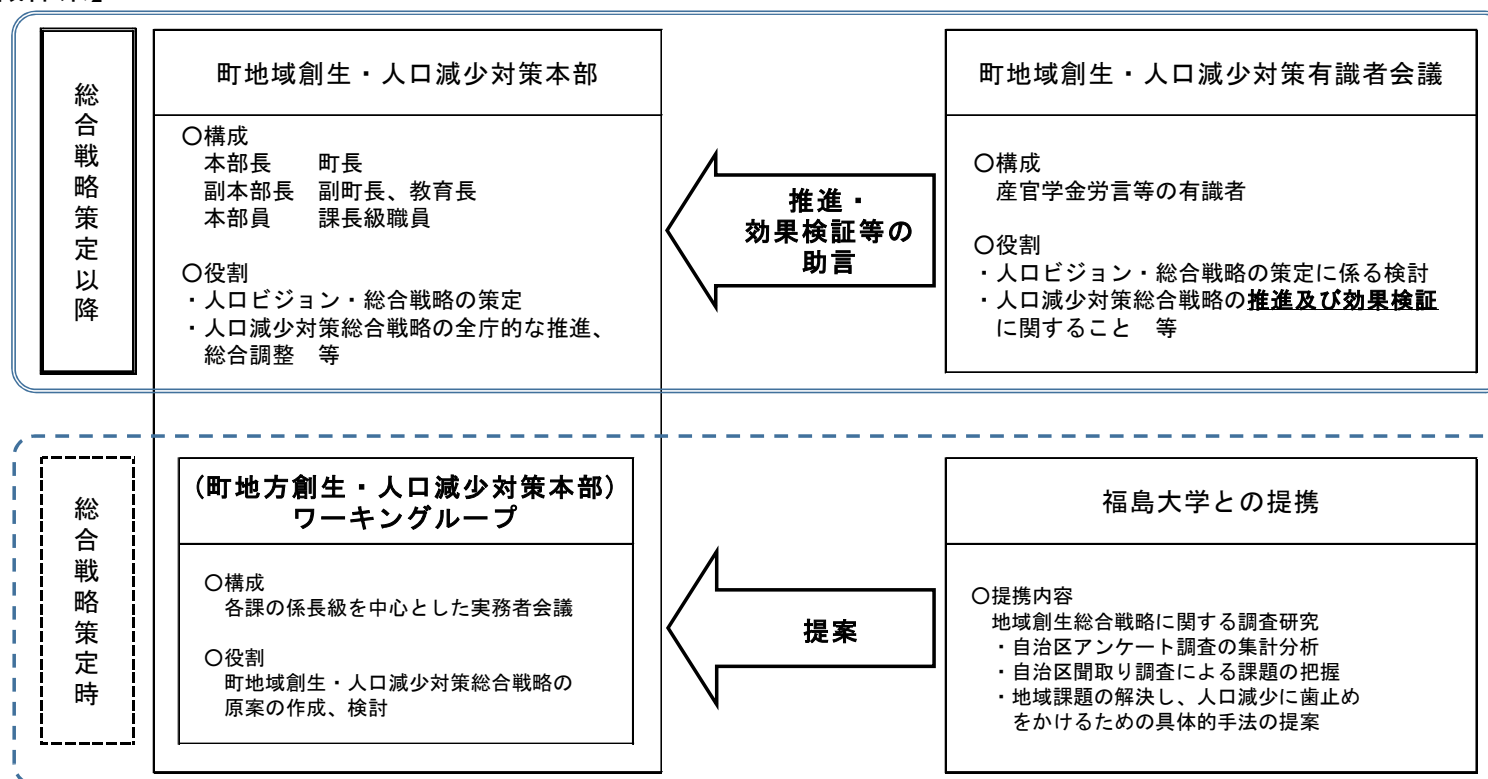 総合戦略策定以降
町地域創生・人口減少対策本部
〇構成
本部長　　町長
副本部長　副町長、教育長
本部員　　課長級職員
〇役割
・人口ビジョン・総合戦略の策定
・人口減少対策総合戦略の全庁的な推進、
総合調整　等
推進・
効果検証等の
助言
町地域創生・人口減少対策有識者会議
〇構成
産官学金労言等の有識者
〇役割
・人口ビジョン・総合戦略の策定に係る検討
・人口減少対策総合戦略の推進及び効果検証
に関すること　等
総合戦略策定時
(町地方創生・人口減少対策本部)
ワーキングループ
〇構成
各課の係長級を中心とした実務者会議
〇役割
町地域創生・人口減少対策総合戦略の
原案の作成、検討
提案
福島大学との提携
〇提携内容
地域創生総合戦略に関する調査研究
・自治区アンケート調査の集計分析
・自治区聞取り調査による課題の把握
・地域課題の解決し、人口減少に歯止め
をかけるための具体的手法の提案